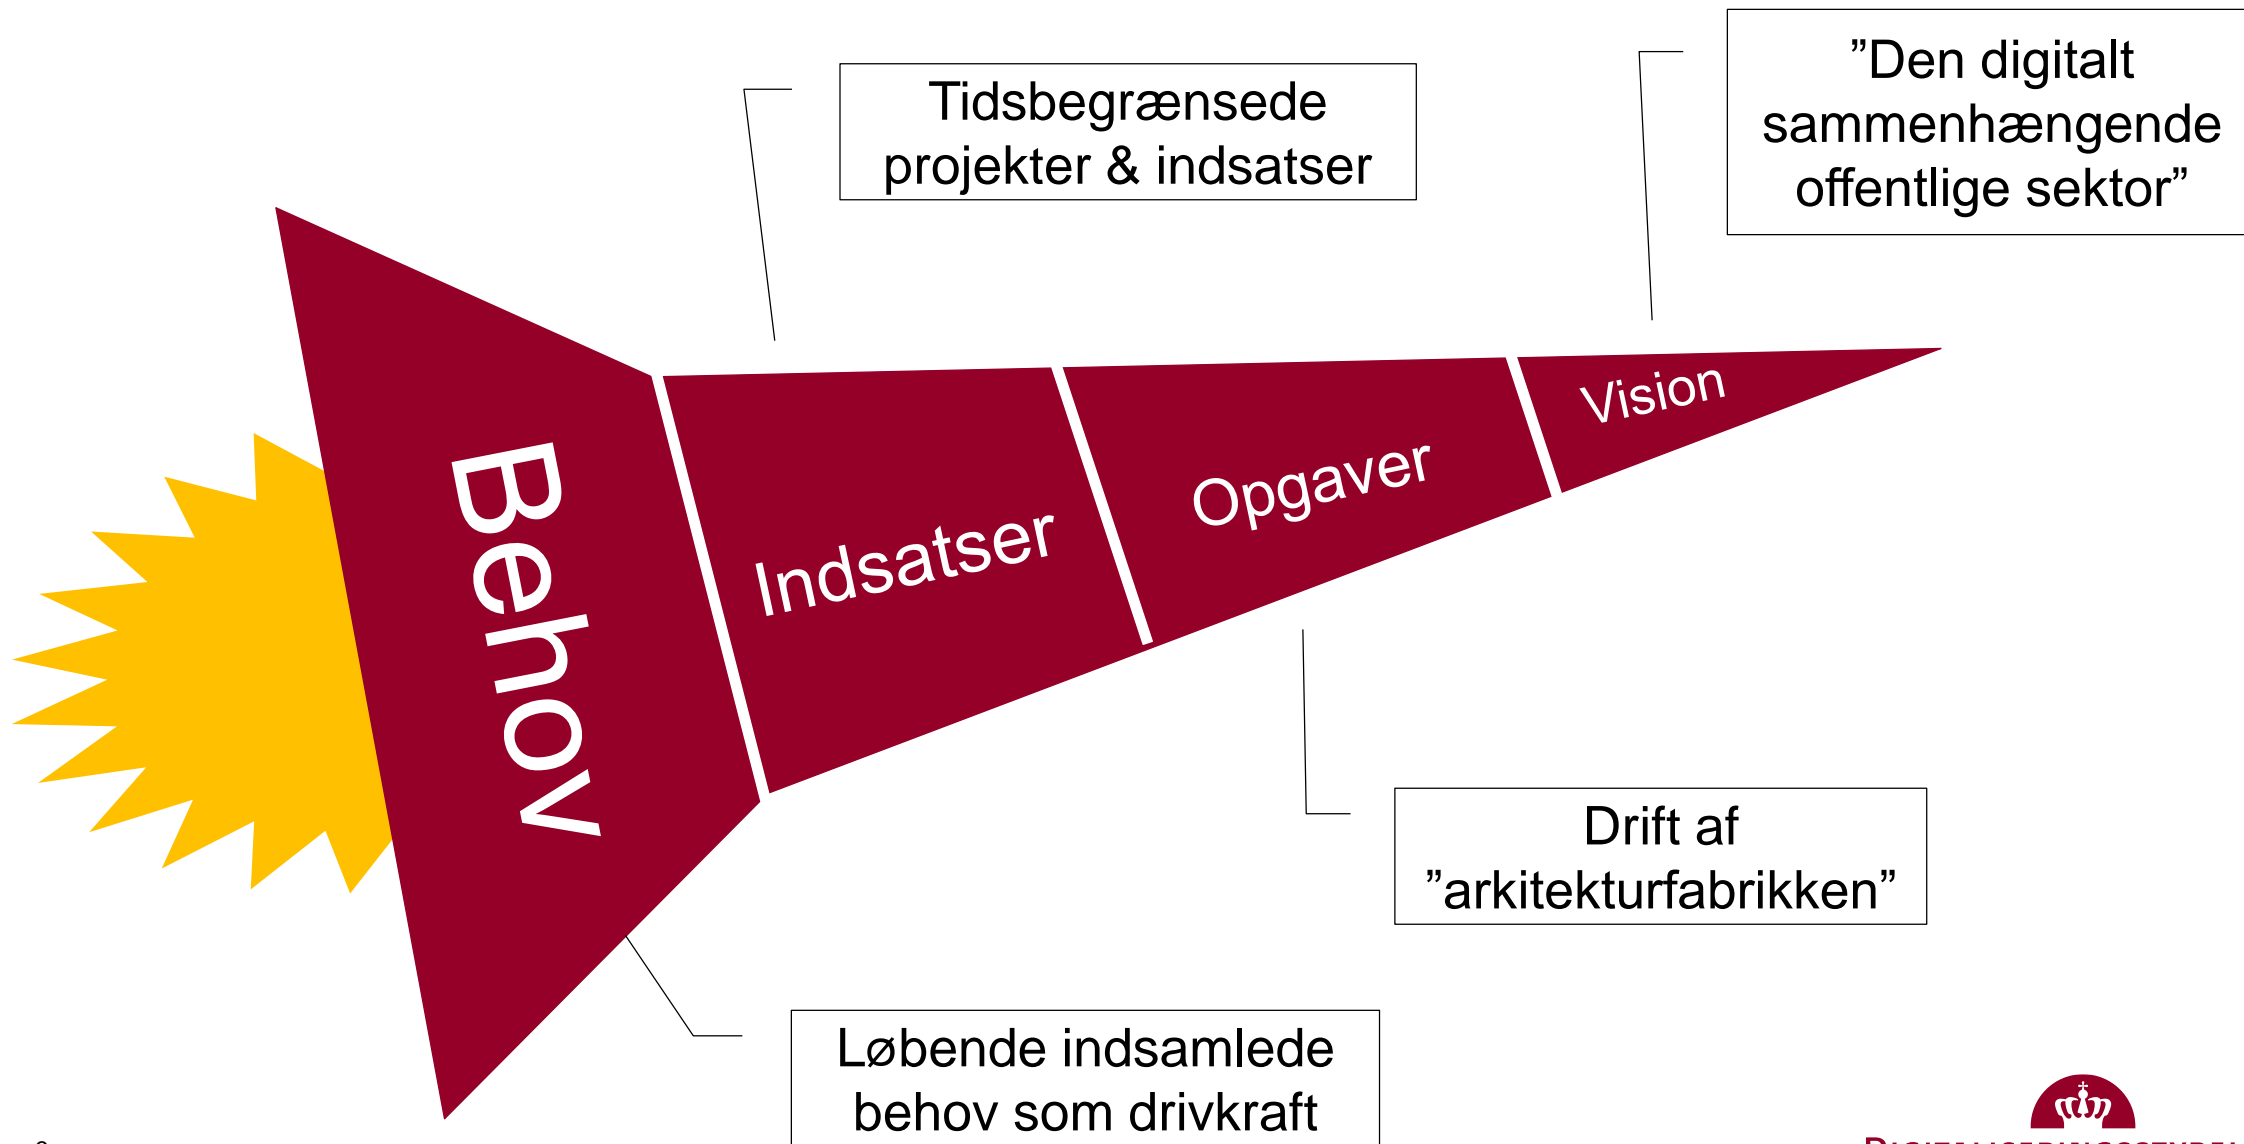 ”Den digitalt
sammenhængende
offentlige sektor”
Tidsbegrænsede
projekter & indsatser
Vision
Opgaver
Indsatser
Behov
Drift af
”arkitekturfabrikken”
Løbende indsamlede
behov som drivkraft